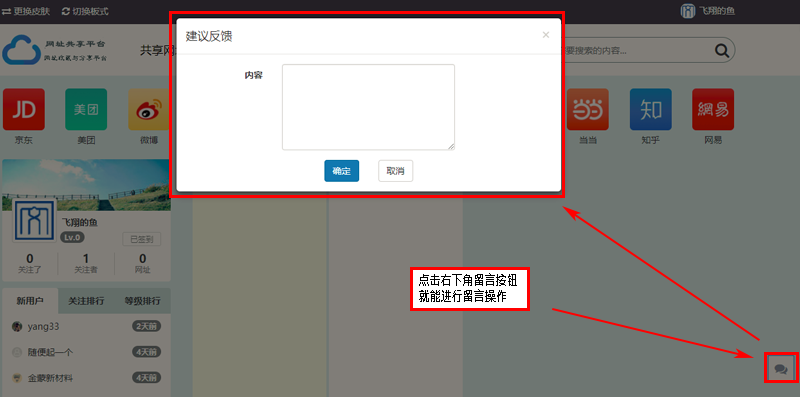 更换皮肤 切换板式 飞翔的鱼
网址共享平台
网址收藏与分享平台
共享网
要搜索的内容...
建议反馈 ×
内容
确定 取消
JD 美团 当当 知 網易
京东 美团 微博 当当 知乎 网易
飞翔的鱼
Lv.0 已签到
0 1 0
关注了 关注者 网址
新用户 关注排行 等级排行
yang33 2天前
随便起一个 4天前
金蒙新材料 4天前
点击右下角留言按钮
就能进行留言操作